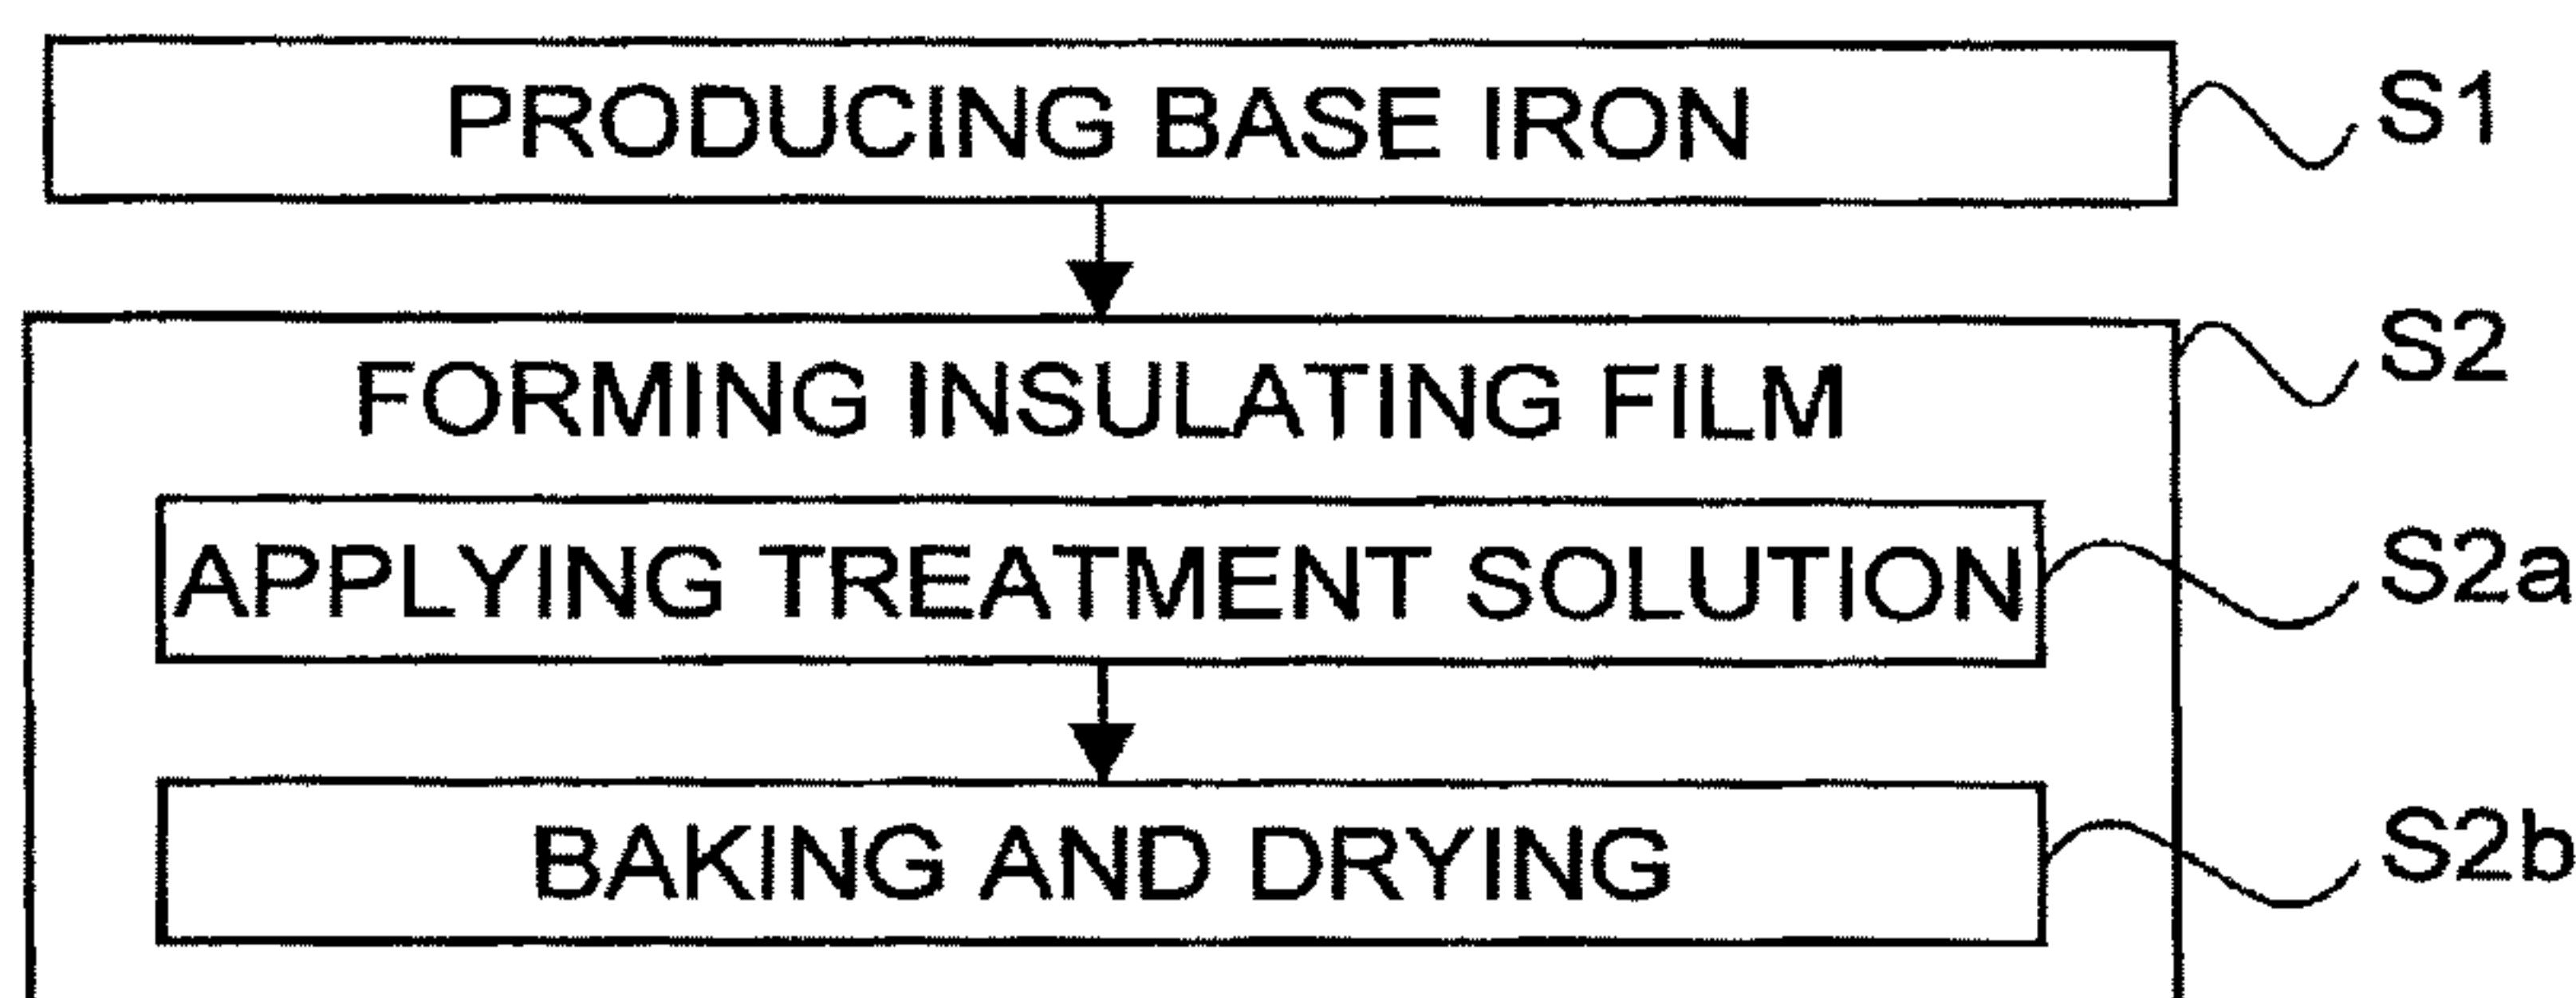 PRODUCING BASE IRON S1
FORMING INSULATING FILM S2
APPLYING TREATMENT SOLUTION S2a
BAKING AND DRYING S2b